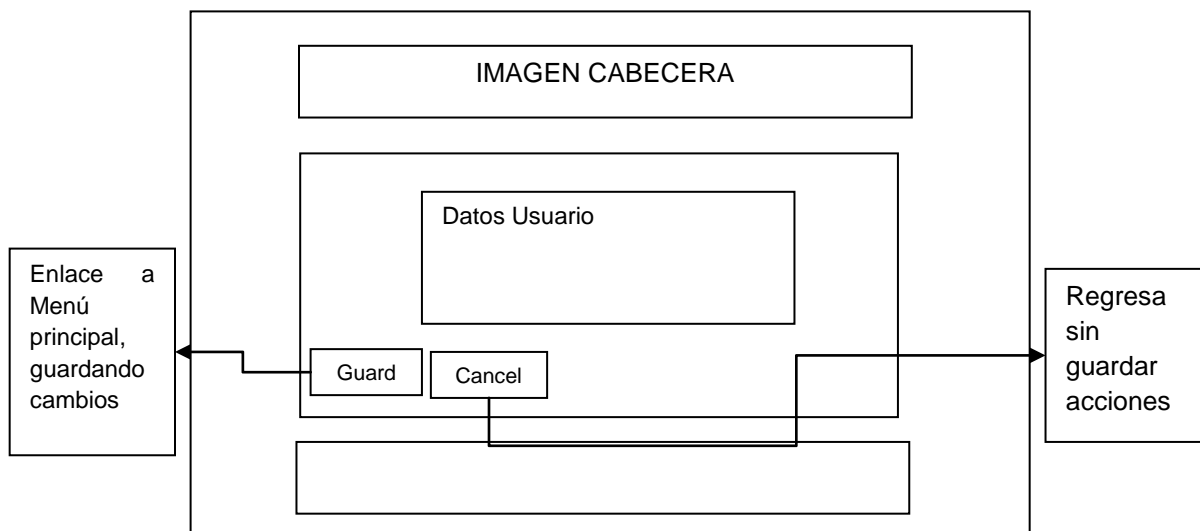 IMAGEN CABECERA
Datos Usuario
Enlace a
Menú
principal,
guardando
cambios
Guard
Cancel
Regresa
sin
guardar
acciones